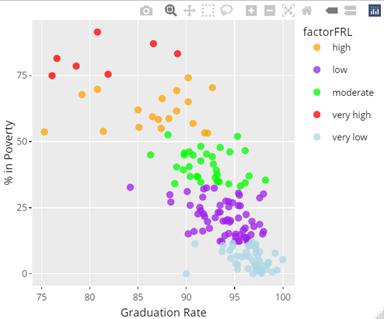 factorFRL
high
low
moderate
very high
very low
75
50
25
0
% in Poverty
75
80
85
90
95
100
Graduation Rate